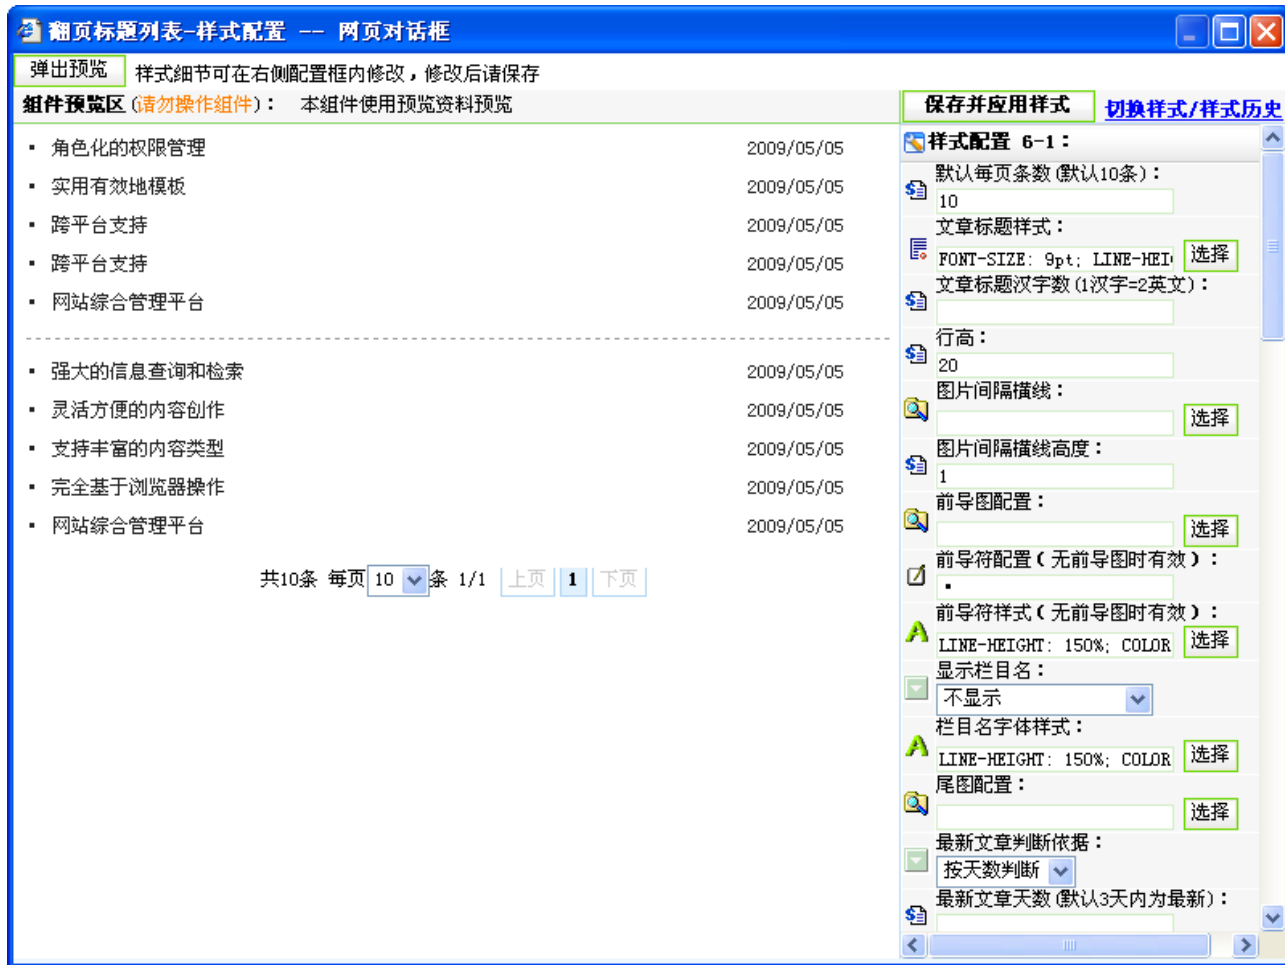 翻页标题列表-样式配置 -- 网页对话框
弹出预览 样式细节可在右侧配置框内修改，修改后请保存
组件预览区(请勿操作组件)： 本组件使用预览资料预览
▪ 角色化的权限管理 2009/05/05
▪ 实用有效地模板 2009/05/05
▪ 跨平台支持 2009/05/05
▪ 跨平台支持 2009/05/05
▪ 网站综合管理平台 2009/05/05
▪ 强大的信息查询和检索 2009/05/05
▪ 灵活方便的内容创作 2009/05/05
▪ 支持丰富的内容类型 2009/05/05
▪ 完全基于浏览器操作 2009/05/05
▪ 网站综合管理平台 2009/05/05
共10条 每页 10 条 1/1 上页 1 下页
保存并应用样式 切换样式/样式历史
样式配置 6-1：
默认每页条数(默认10条)：
10
文章标题样式：
FONT-SIZE: 9pt; LINE-HEI 选择
文章标题汉字数(1汉字=2英文)：
行高：
20
图片间隔横线：
选择
图片间隔横线高度：
1
前导图配置：
选择
前导符配置(无前导图时有效)：
▪
前导符样式(无前导图时有效)：
LINE-HEIGHT: 150%; COLOR 选择
显示栏目名：
不显示
栏目名字体样式：
LINE-HEIGHT: 150%; COLOR 选择
尾图配置：
选择
最新文章判断依据：
按天数判断
最新文章天数(默认3天内为最新)：